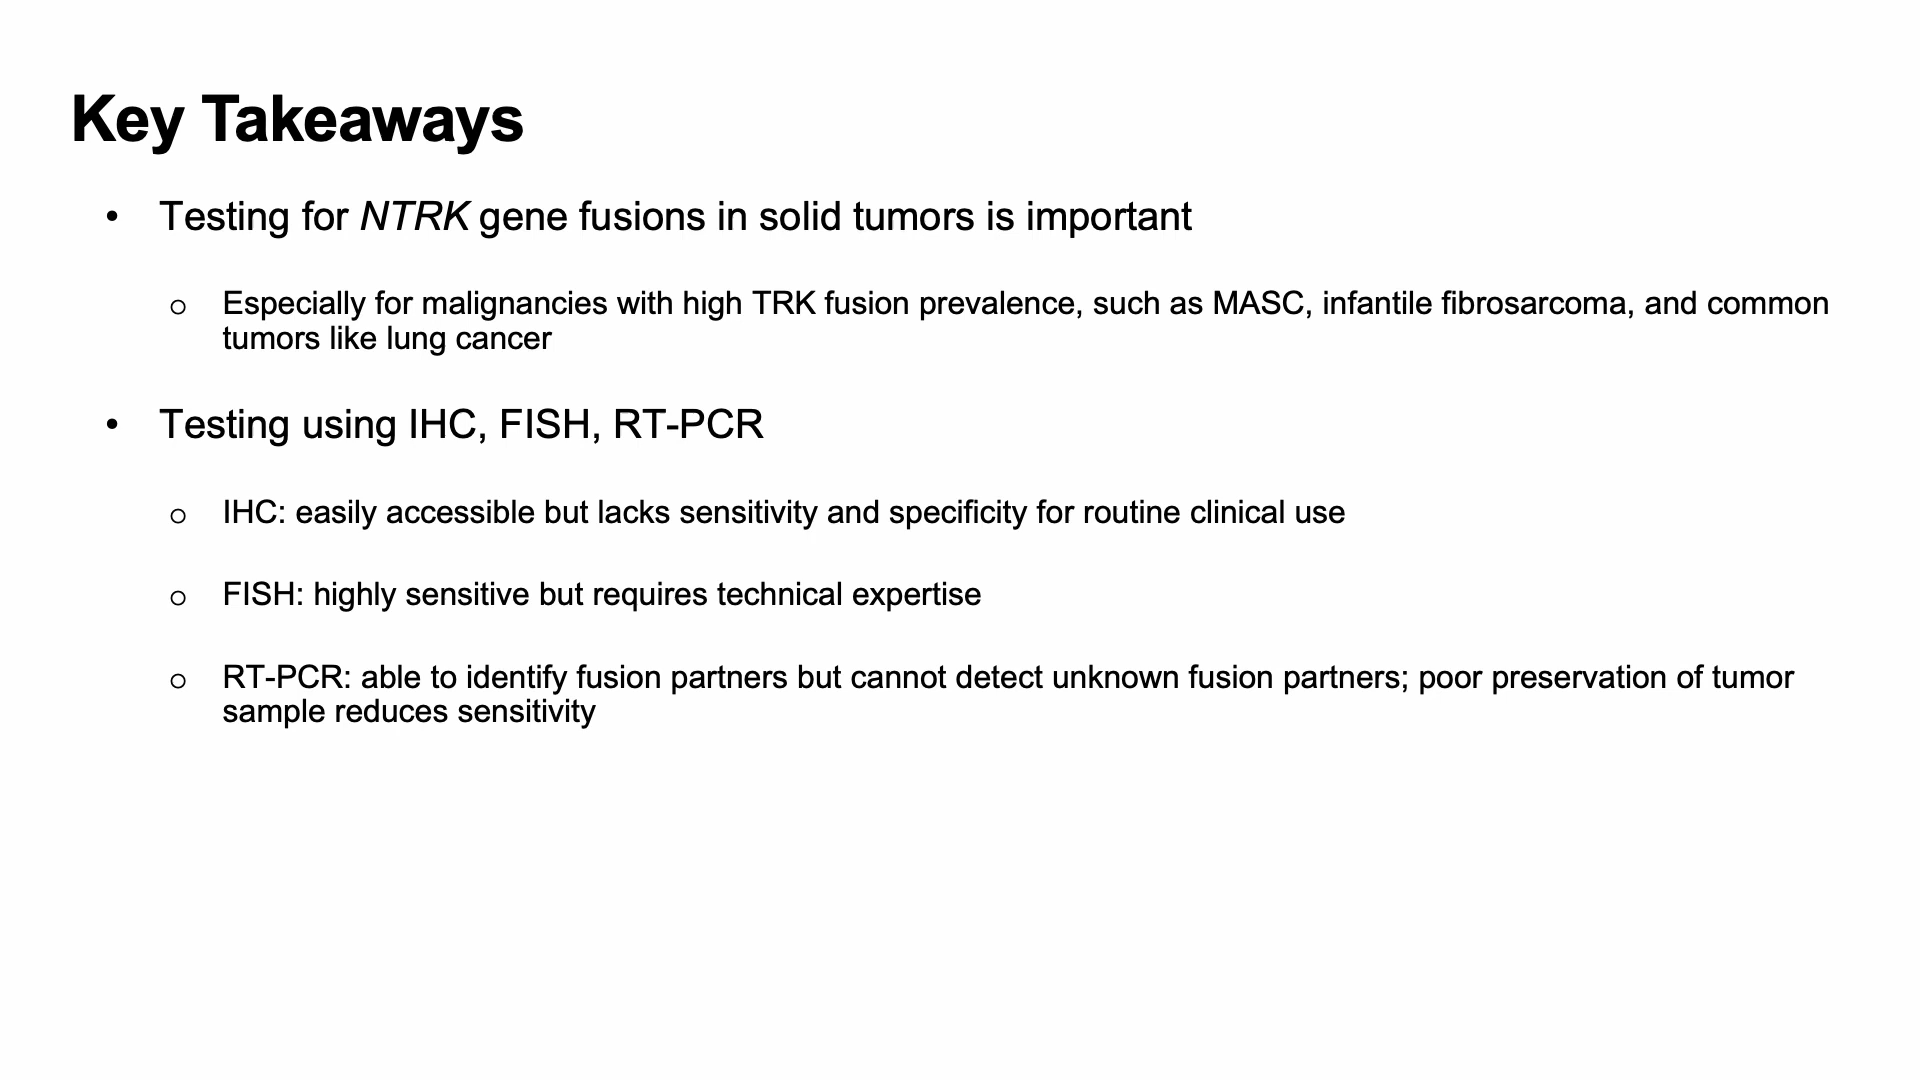 Key Takeaways
• Testing for NTRK gene fusions in solid tumors is important
o Especially for malignancies with high TRK fusion prevalence, such as MASC, infantile fibrosarcoma, and common
tumors like lung cancer
• Testing using IHC, FISH, RT-PCR
o IHC: easily accessible but lacks sensitivity and specificity for routine clinical use
o FISH: highly sensitive but requires technical expertise
o RT-PCR: able to identify fusion partners but cannot detect unknown fusion partners; poor preservation of tumor
sample reduces sensitivity